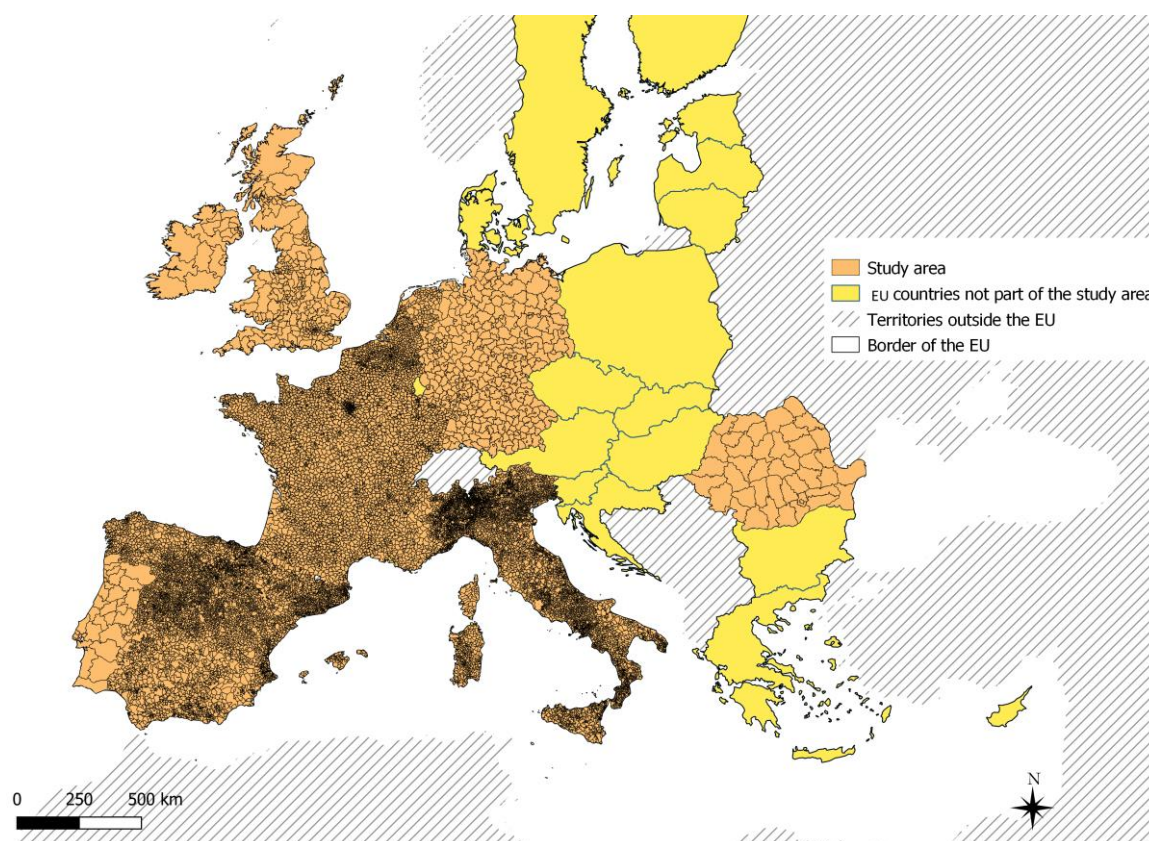 Study area
EU countries not part of the study area
Territories outside the EU
Border of the EU
0 250 500 km
N